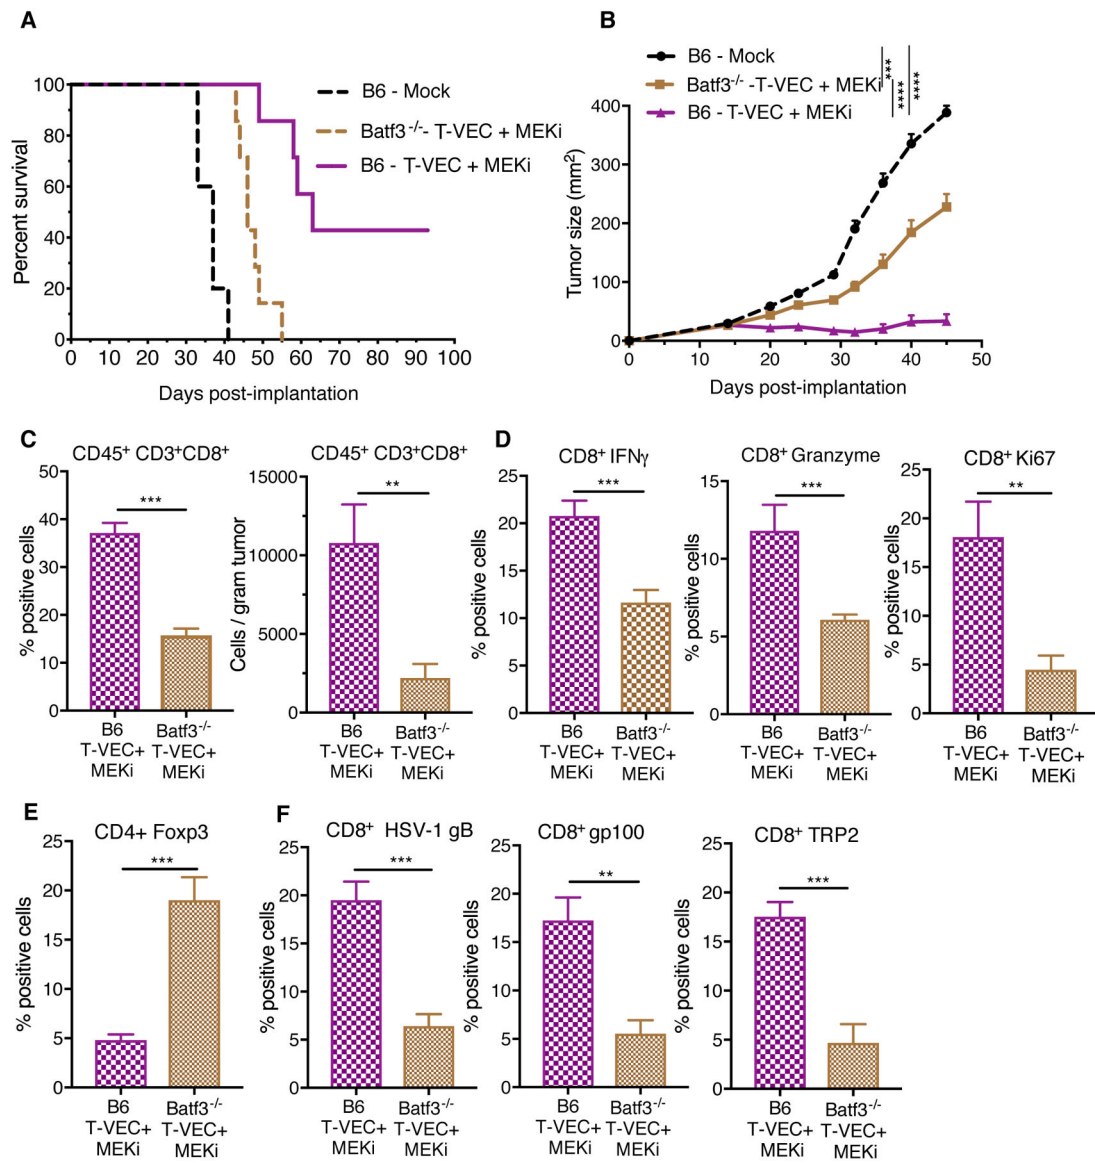 A
B6 - Mock
Batf3-/-- T-VEC + MEKi
B6 - T-VEC + MEKi
Percent survival
100
80
60
40
20
0
0 10 20 30 40 50 60 70 80 90 100
Days post-implantation
B
B6 - Mock
Batf3-/- -T-VEC + MEKi
B6 - T-VEC + MEKi
***
****
****
Tumor size (mm2)
400
300
200
100
0
0 10 20 30 40 50
Days post-implantation
C
CD45+ CD3+CD8+
***
% positive cells
50
40
30
20
10
0
B6 Batf3-/-
T-VEC+ T-VEC+
MEKi MEKi
CD45+ CD3+CD8+
**
Cells / gram tumor
15000
10000
5000
0
B6 Batf3-/-
T-VEC+ T-VEC+
MEKi MEKi
D
CD8+ IFNγ
***
% positive cells
25
20
15
10
5
0
B6 Batf3-/-
T-VEC+ T-VEC+
MEKi MEKi
CD8+ Granzyme
***
% positive cells
15
10
5
0
B6 Batf3-/-
T-VEC+ T-VEC+
MEKi MEKi
CD8+ Ki67
**
% positive cells
25
20
15
10
5
0
B6 Batf3-/-
T-VEC+ T-VEC+
MEKi MEKi
E
CD4+ Foxp3
***
% positive cells
25
20
15
10
5
0
B6 Batf3-/-
T-VEC+ T-VEC+
MEKi MEKi
F
CD8+ HSV-1 gB
***
% positive cells
25
20
15
10
5
0
B6 Batf3-/-
T-VEC+ T-VEC+
MEKi MEKi
CD8+ gp100
**
% positive cells
25
20
15
10
5
0
B6 Batf3-/-
T-VEC+ T-VEC+
MEKi MEKi
CD8+ TRP2
***
% positive cells
25
20
15
10
5
0
B6 Batf3-/-
T-VEC+ T-VEC+
MEKi MEKi